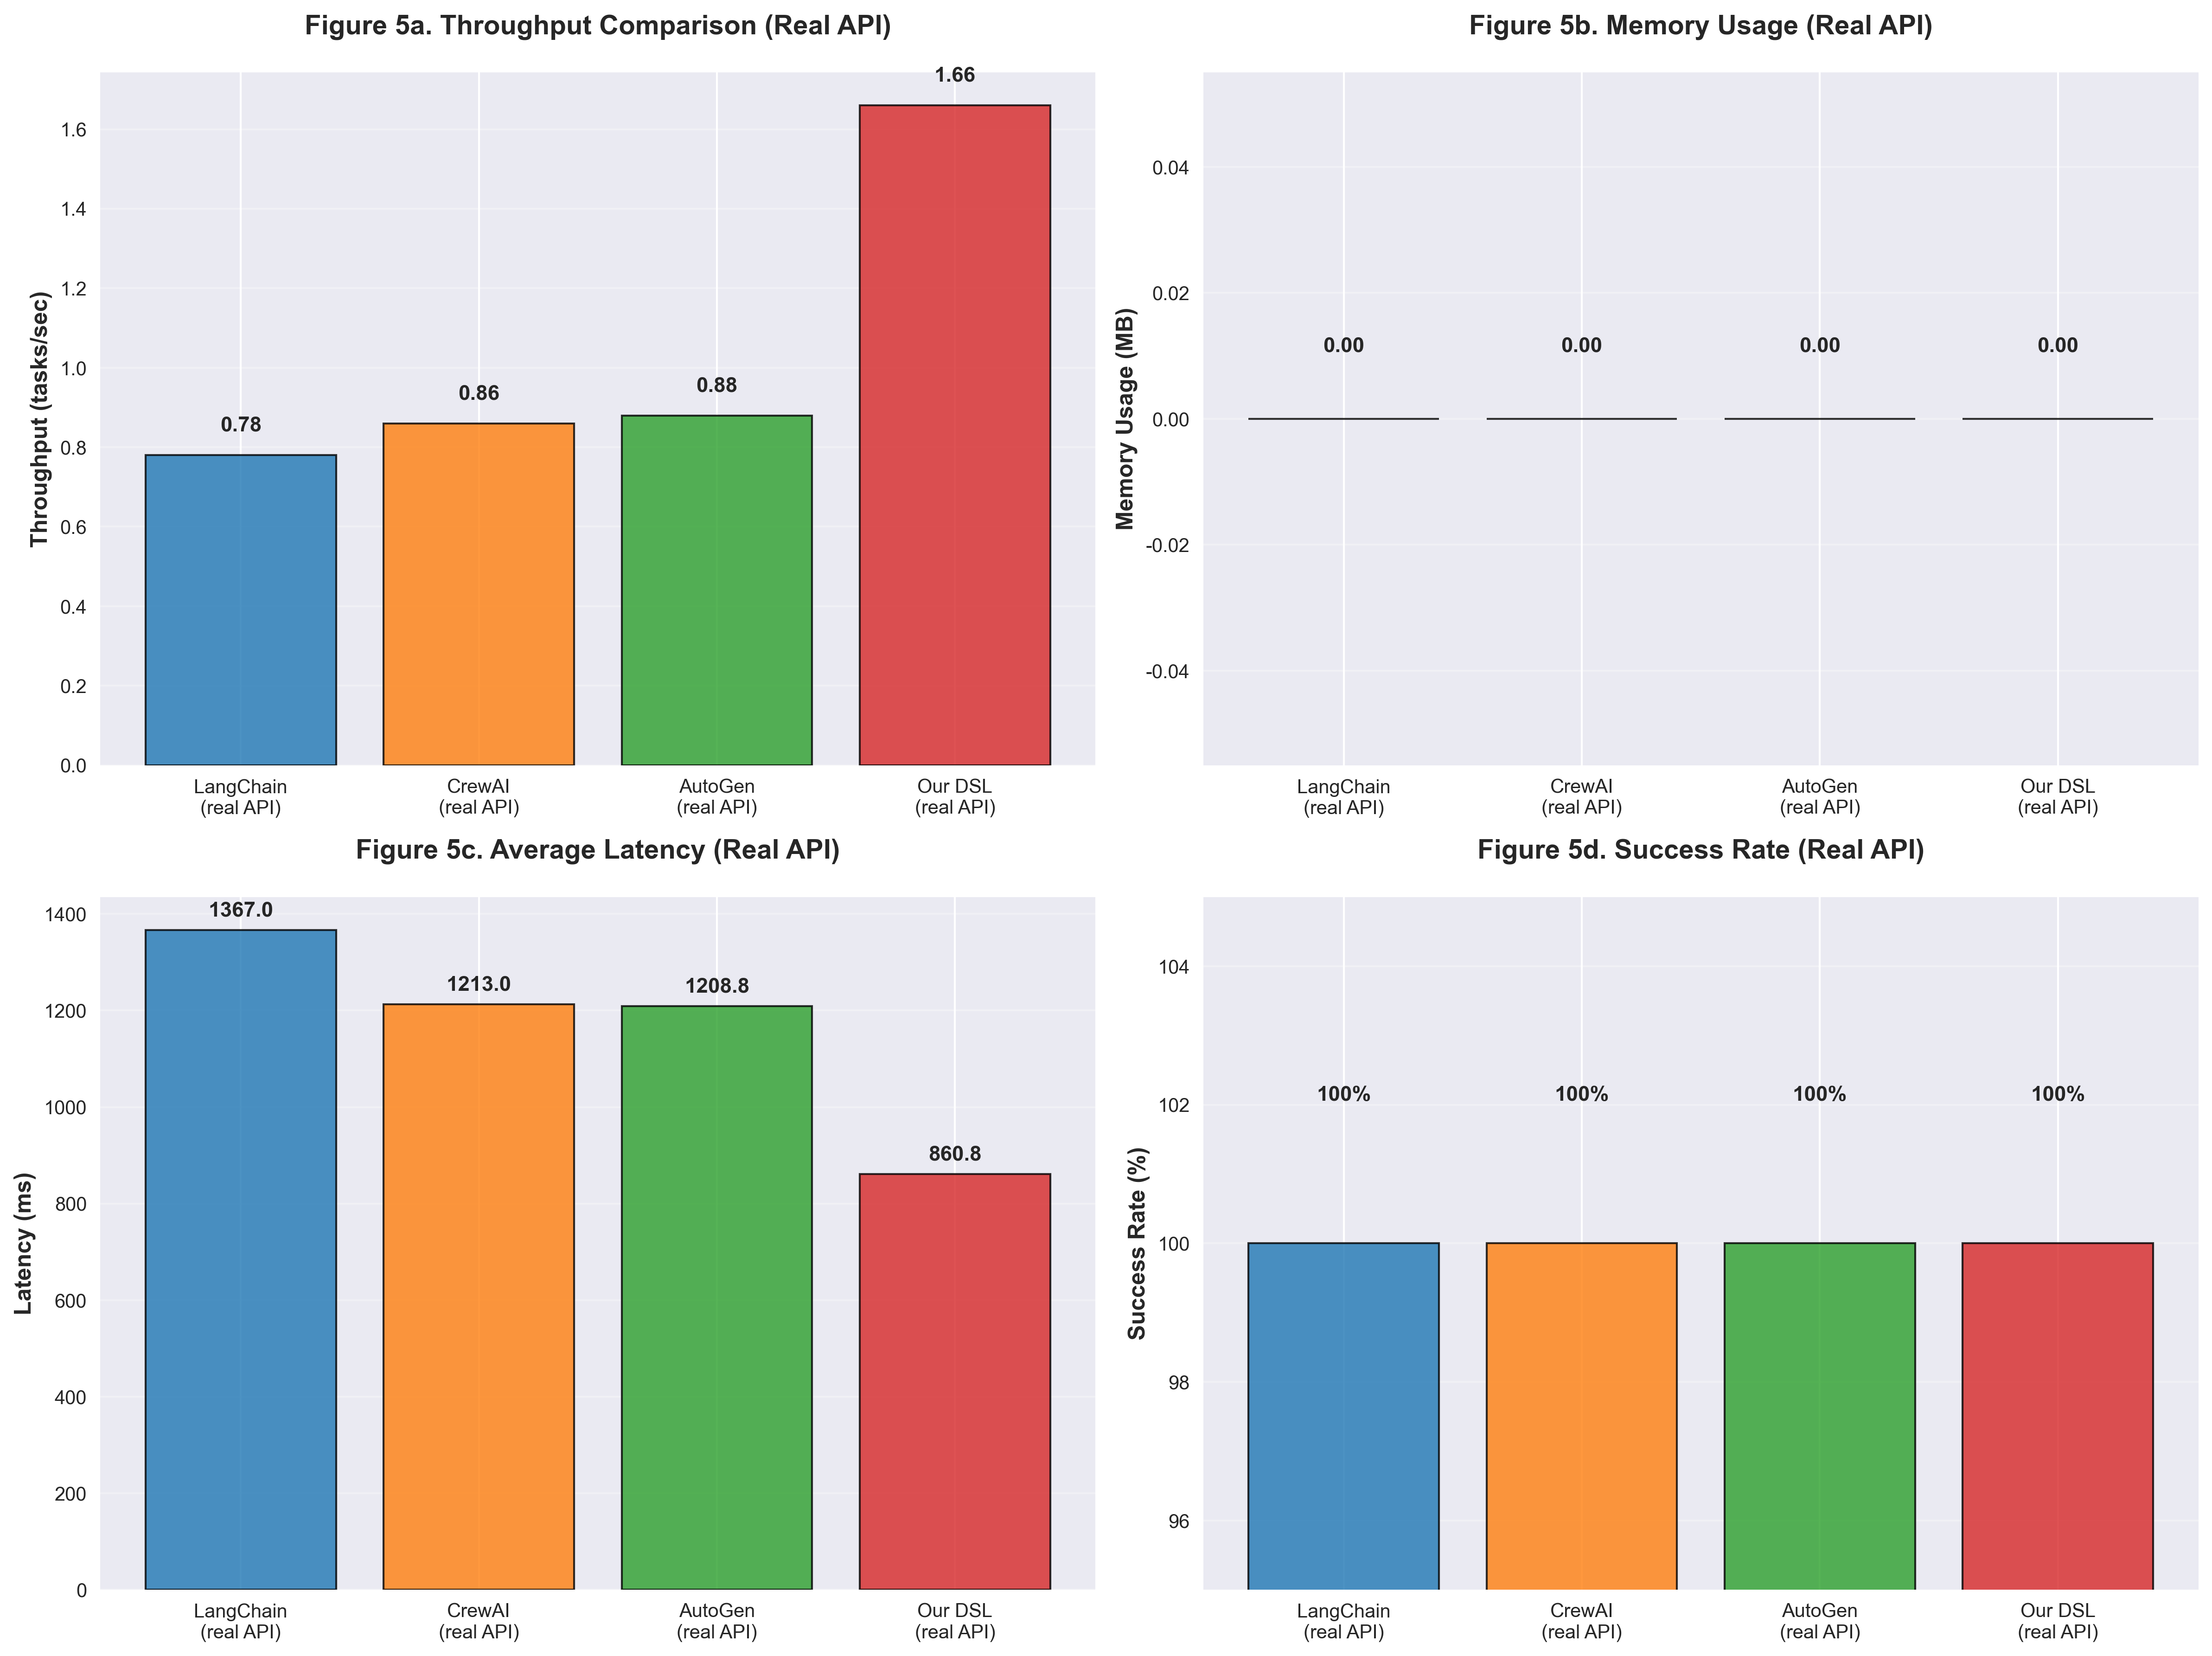 Figure 5a. Throughput Comparison (Real API)
Throughput (tasks/sec)
1.6
1.4
1.2
1.0
0.8
0.6
0.4
0.2
0.0
0.78
0.86
0.88
1.66
LangChain
(real API)
CrewAI
(real API)
AutoGen
(real API)
Our DSL
(real API)
Figure 5b. Memory Usage (Real API)
Memory Usage (MB)
0.04
0.02
0.00
-0.02
-0.04
0.00
0.00
0.00
0.00
LangChain
(real API)
CrewAI
(real API)
AutoGen
(real API)
Our DSL
(real API)
Figure 5c. Average Latency (Real API)
Latency (ms)
1400
1200
1000
800
600
400
200
0
1367.0
1213.0
1208.8
860.8
LangChain
(real API)
CrewAI
(real API)
AutoGen
(real API)
Our DSL
(real API)
Figure 5d. Success Rate (Real API)
Success Rate (%)
104
102
100
98
96
100%
100%
100%
100%
LangChain
(real API)
CrewAI
(real API)
AutoGen
(real API)
Our DSL
(real API)